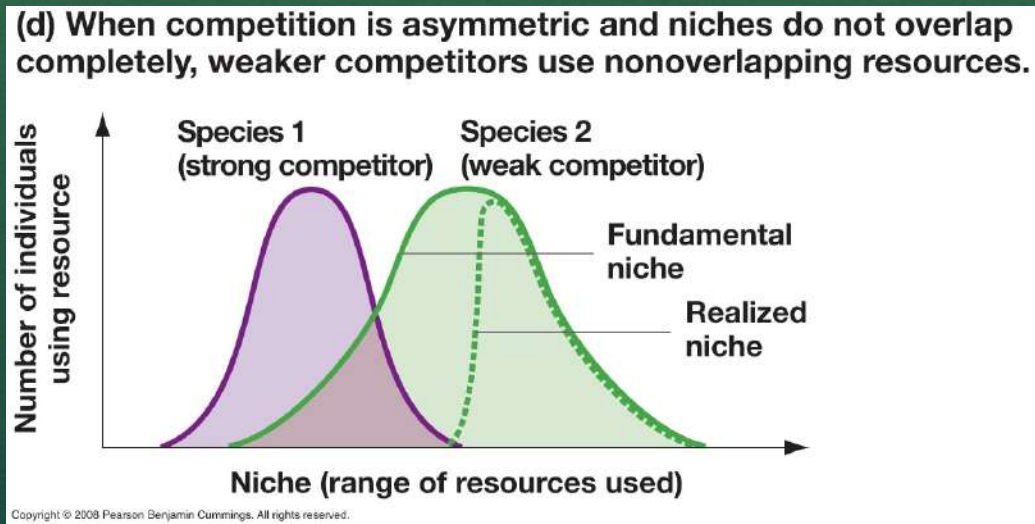 (d) When competition is asymmetric and niches do not overlap
completely, weaker competitors use nonoverlapping resources.
Number of individuals
using resource
Species 1
(strong competitor)
Species 2
(weak competitor)
Fundamental
niche
Realized
niche
Niche (range of resources used)
Copyright © 2008 Pearson Benjamin Cummings. All rights reserved.